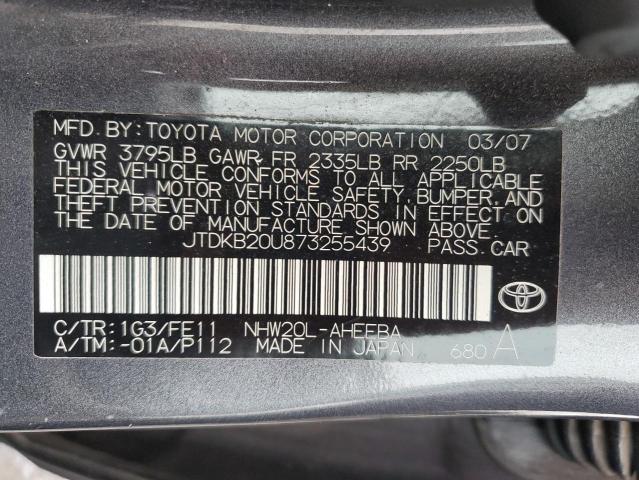 MFD.BY:TOYOTA MOTOR CORPORATION 03/07
GVWR 3795LB GAWR FR 2335LB RR 2250LB
THIS VEHICLE CONFORMS TO ALL APPLICABLE
FEDERAL MOTOR VEHICLE SAFETY,BUMPER,AND
THEFT PREVENTION STANDARDS IN EFFECT ON
THE DATE OF MANUFACTURE SHOWN ABOVE.
JTDKB20U873255439 PASS.CAR
C/TR:1G3/FE11 NHW20L-AHEEBA
A/TM:-01A/P112 MADE IN JAPAN 680 A